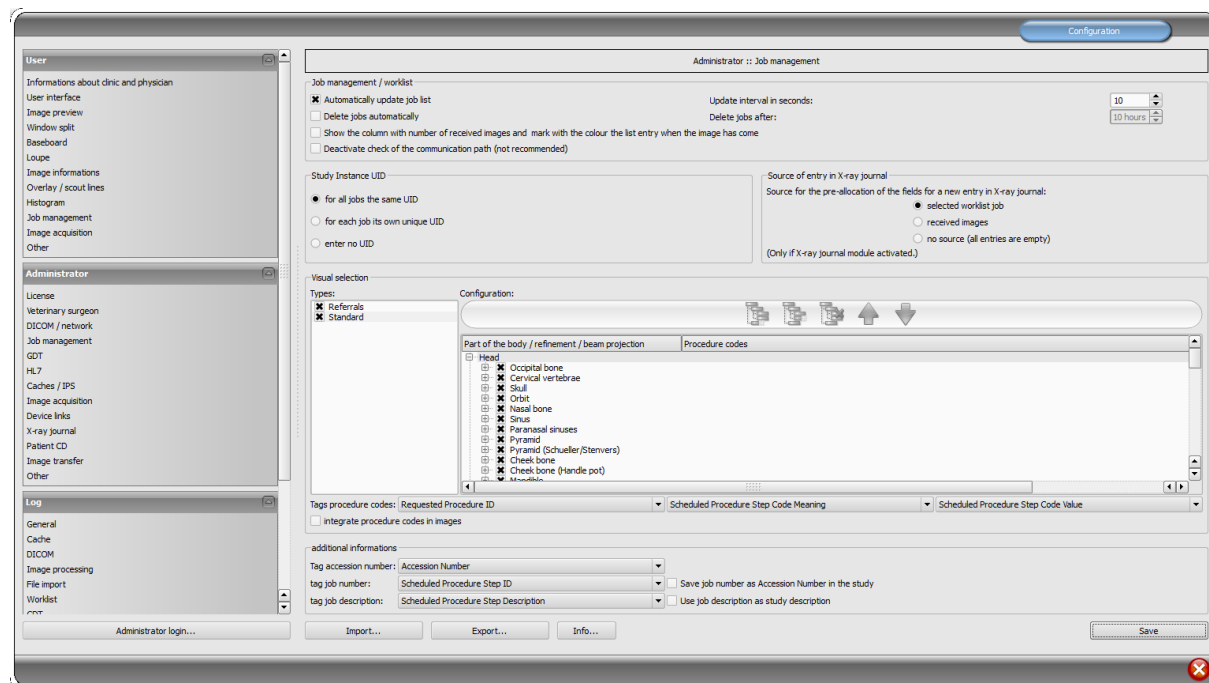 Configuration
User
Informations about clinic and physician
User interface
Image preview
Window split
Baseboard
Loupe
Image informations
Overlay / scout lines
Histogram
Job management
Image acquisition
Other
Administrator
License
Veterinary surgeon
DICOM / network
Job management
GDT
HL7
Caches / IPS
Image acquisition
Device links
X-ray journal
Patient CD
Image transfer
Other
Log
General
Cache
DICOM
Image processing
File import
Worklist
Administrator login...
Administrator :: Job management
Job management / worklist
Automatically update job list
Update interval in seconds:
10
Delete jobs automatically
Delete jobs after:
10 hours
Show the column with number of received images and mark with the colour the list entry when the image has come
Deactivate check of the communication path (not recommended)
Study Instance UID
for all jobs the same UID
for each job its own unique UID
enter no UID
Source of entry in X-ray journal
Source for the pre-allocation of the fields for a new entry in X-ray journal:
selected worklist job
received images
no source (all entries are empty)
(Only if X-ray journal module activated.)
Visual selection
Types:
Referrals
Standard
Configuration:
Part of the body / refinement / beam projection
Procedure codes
Head
Occipital bone
Cervical vertebrae
Skull
Orbit
Nasal bone
Sinus
Paranasal sinuses
Pyramid
Pyramid (Schueller/Stenvers)
Cheek bone
Cheek bone (Handle pot)
Mandible
Tags procedure codes: Requested Procedure ID
Scheduled Procedure Step Code Meaning
Scheduled Procedure Step Code Value
integrate procedure codes in images
additional informations
Tag accession number: Accession Number
tag job number: Scheduled Procedure Step ID
Save job number as Accession Number in the study
tag job description: Scheduled Procedure Step Description
Use job description as study description
Import...
Export...
Info...
Save